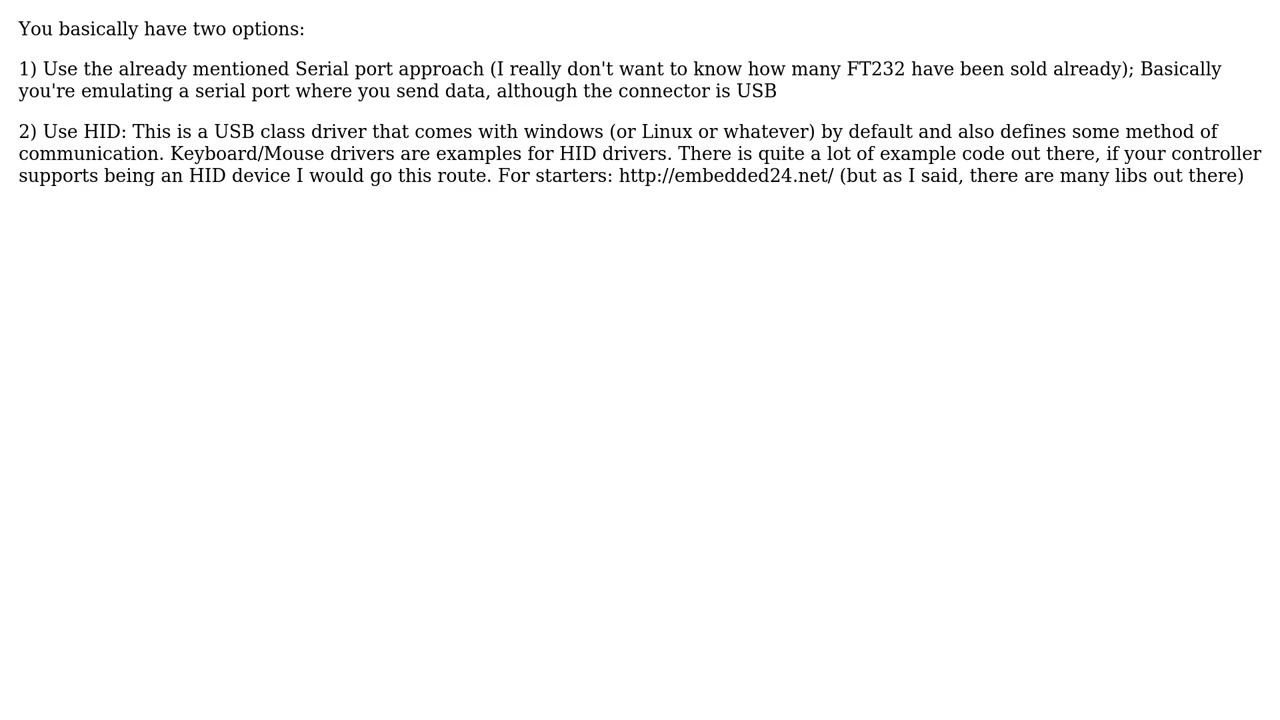 You basically have two options:
1) Use the already mentioned Serial port approach (I really don't want to know how many FT232 have been sold already); Basically
you're emulating a serial port where you send data, although the connector is USB
2) Use HID: This is a USB class driver that comes with windows (or Linux or whatever) by default and also defines some method of
communication. Keyboard/Mouse drivers are examples for HID drivers. There is quite a lot of example code out there, if your controller
supports being an HID device I would go this route. For starters: http://embedded24.net/ (but as I said, there are many libs out there)